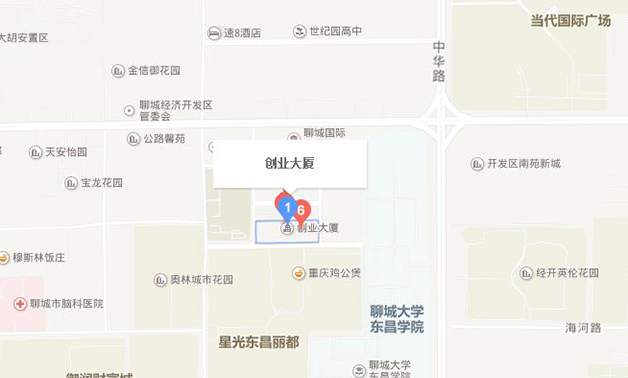 当代国际广场
速8酒店
世纪园高中
大胡安置区
中华路
金信御花园
聊城经济开发区
管委会
公路馨苑
聊城国际
天安怡园
创业大厦
开发区南苑新城
宝龙花园
1
6
创业大厦
穆斯林饭庄
奥林城市花园
重庆鸡公煲
经开英伦花园
聊城市脑科医院
聊城大学
东昌学院
海河路
星光东昌丽都
聊城大学
东昌学院